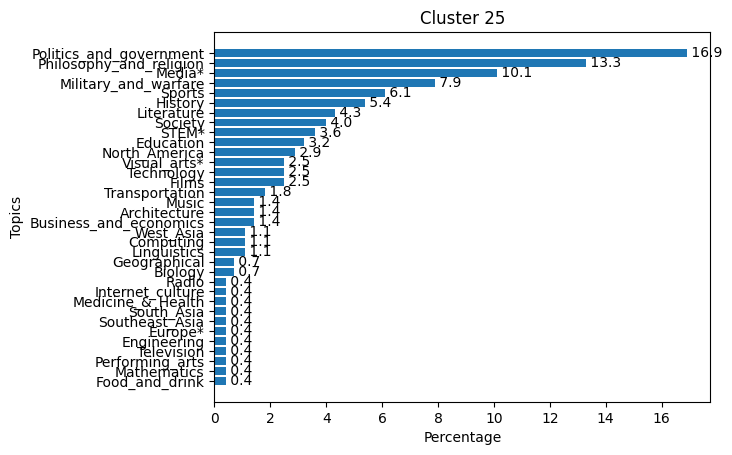 Cluster 25
Topics
Politics_and_government 16.9
Philosophy_and_religion 13.3
Media* 10.1
Military_and_warfare 7.9
Sports 6.1
History 5.4
Literature 4.3
Society 4.0
STEM* 3.6
Education 3.2
North_America 2.9
Visual_arts* 2.5
Technology 2.5
Films 2.5
Transportation 1.8
Music 1.4
Architecture 1.4
Business_and_economics 1.4
West_Asia 1.1
Computing 1.1
Linguistics 1.1
Geographical 0.7
Biology 0.7
Radio 0.4
Internet_culture 0.4
Medicine_&_Health 0.4
South_Asia 0.4
Southeast_Asia 0.4
Europe* 0.4
Engineering 0.4
Television 0.4
Performing_arts 0.4
Mathematics 0.4
Food_and_drink 0.4
0 2 4 6 8 10 12 14 16
Percentage